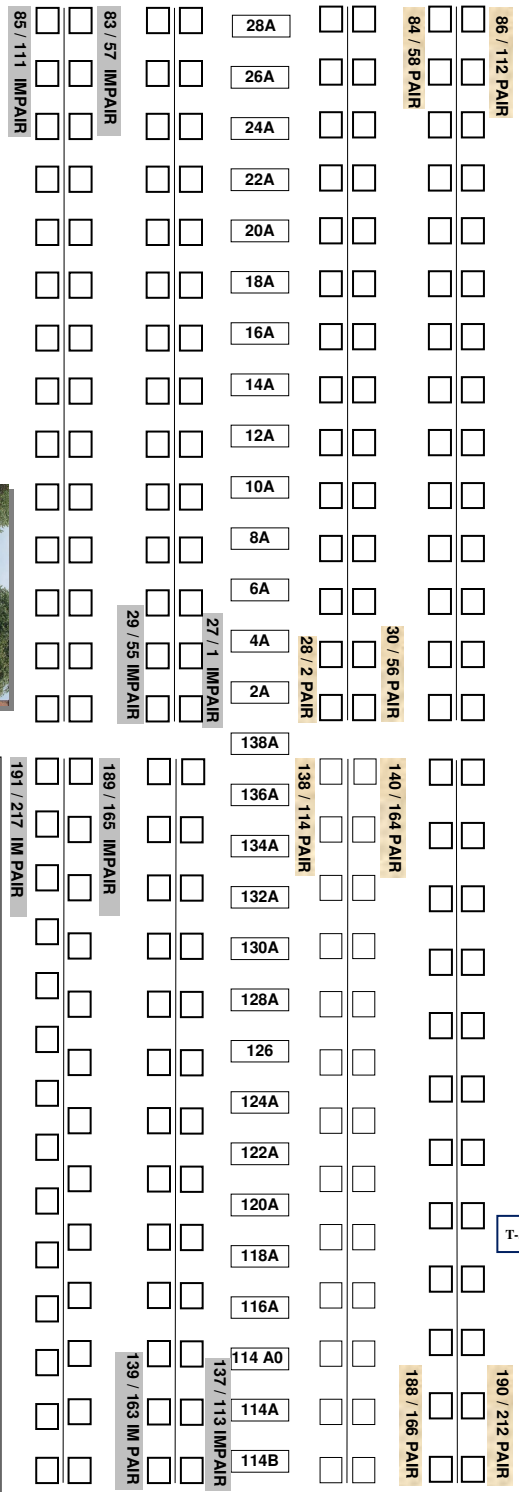 85 / 111 IMPAIR
83 / 57 IMPAIR
84 / 58 PAIR
86 / 112 PAIR
28A
26A
24A
22A
20A
18A
16A
14A
12A
10A
8A
6A
4A
2A
29 / 55 IMPAIR
27 / 1 IMPAIR
28 / 2 PAIR
30 / 56 PAIR
138A
136A
134A
132A
130A
128A
126
124A
122A
120A
118A
116A
114 A0
114A
114B
191 / 217 IM PAIR
189 / 165 IMPAIR
138 / 114 PAIR
140 / 164 PAIR
T-
139 / 163 IM PAIR
137 / 113 IMPAIR
188 / 166 PAIR
190 / 212 PAIR